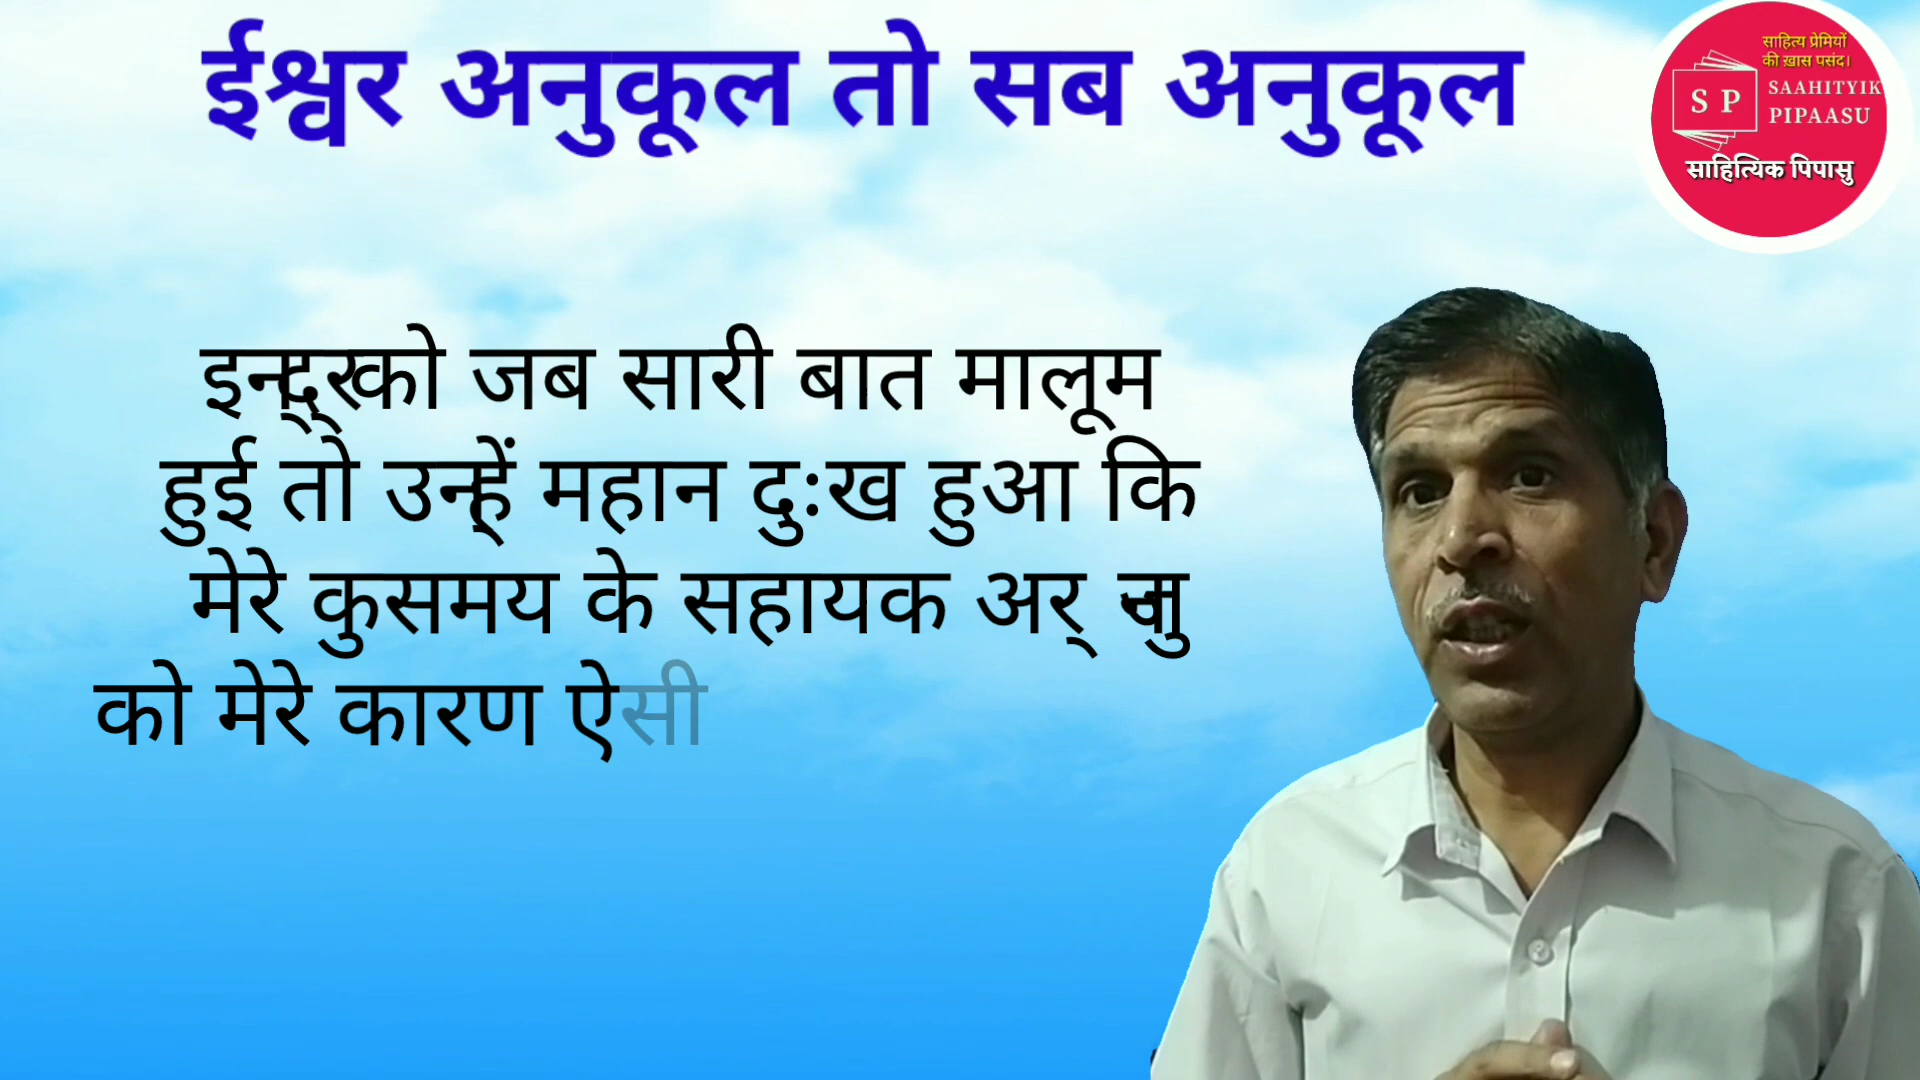 ईश्वर अनुकूल तो सब अनुकूल
साहित्य प्रेमियों
की ख़ास पसंद।
S P
SAAHITYIK
PIPAASU
साहित्यिक पिपासु
इन्द्र को जब सारी बात मालूम
हुई तो उन्हें महान दुःख हुआ कि
मेरे कुसमय के सहायक अर्जुन
को मेरे कारण ऐसी